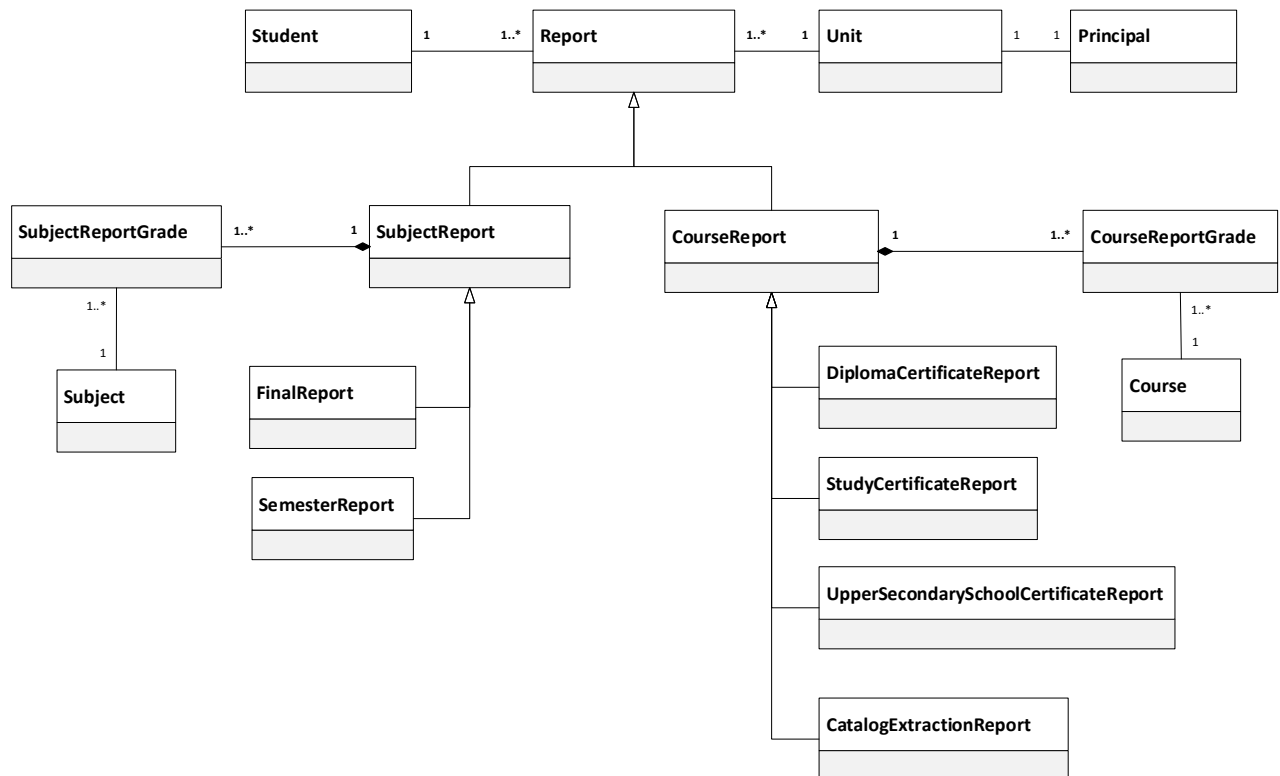 Student
1
1..*
Report
1..*
1
Unit
1
1
Principal
SubjectReportGrade
1..*
1
SubjectReport
CourseReport
1
1..*
CourseReportGrade
1..*
1
Subject
1..*
1
Course
FinalReport
DiplomaCertificateReport
SemesterReport
StudyCertificateReport
UpperSecondarySchoolCertificateReport
CatalogExtractionReport